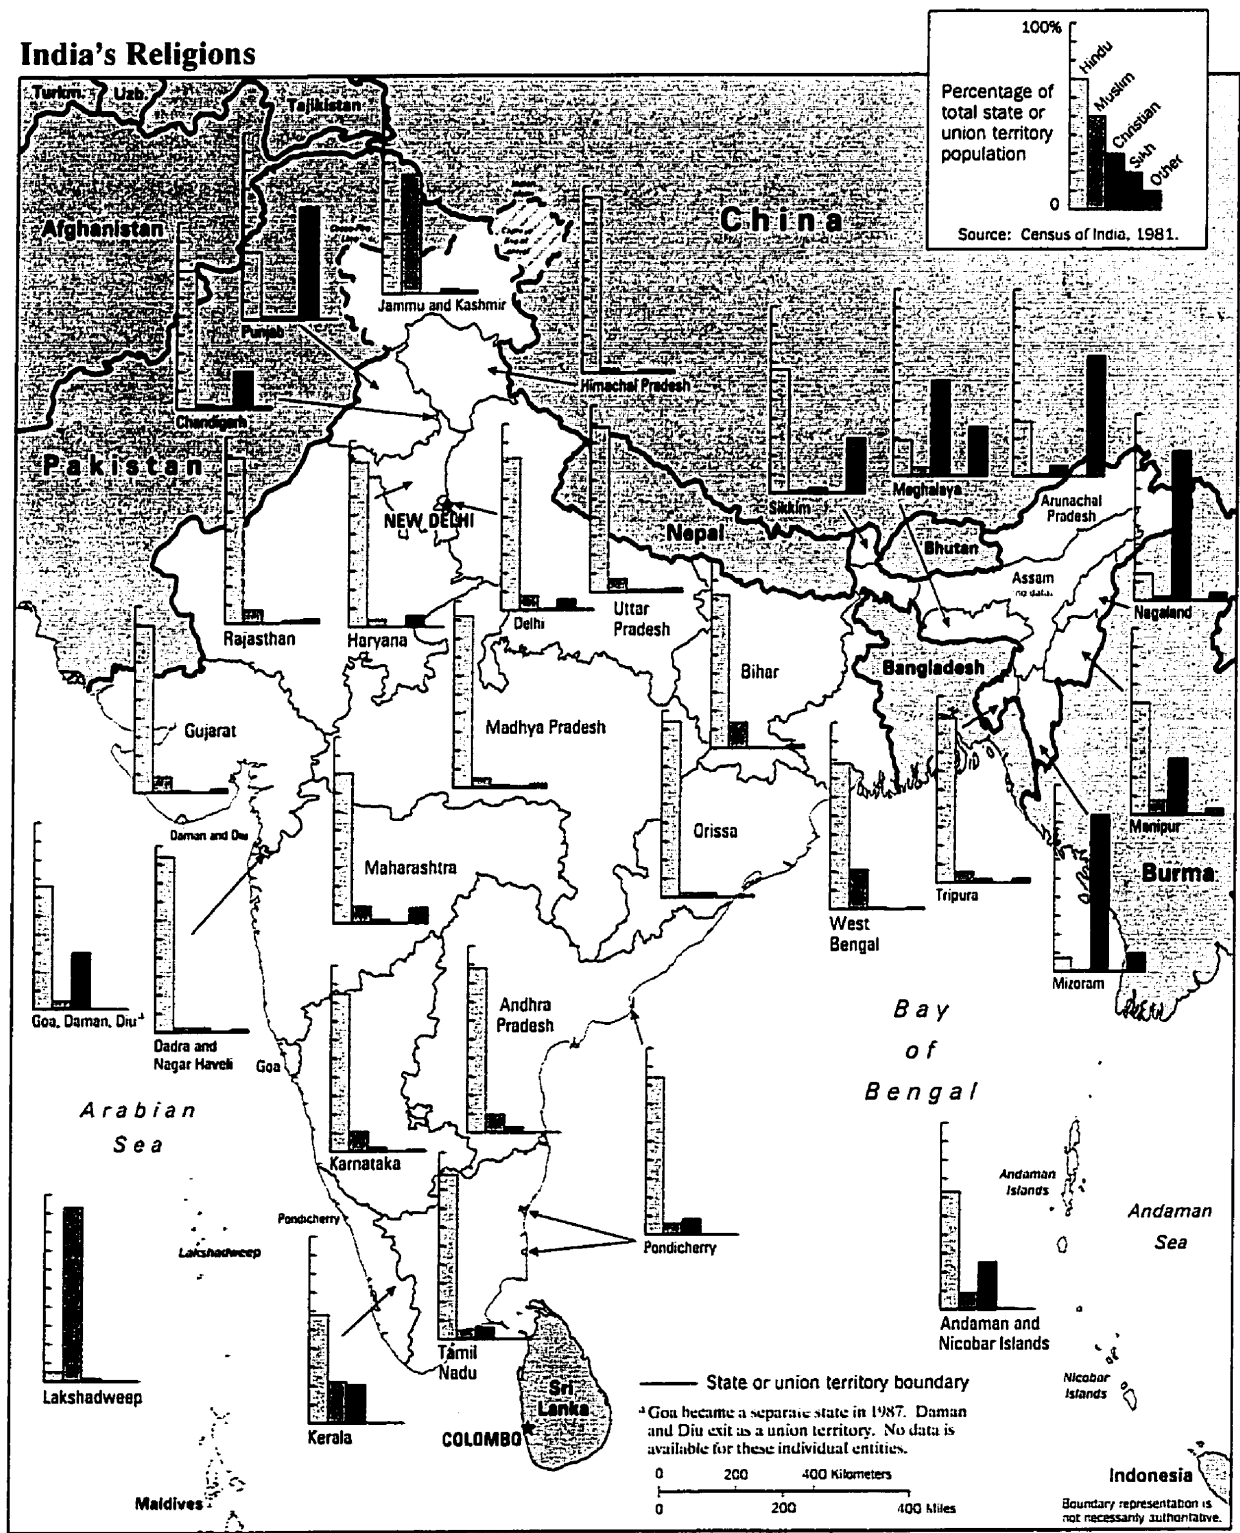 India's Religions
100%
Hindu
Muslim
Christian
Sikh
Other
Percentage of
total state or
union territory
population
0
Source: Census of India, 1981.
Turkm.
Uzb.
Tajikistan
Afghanistan
China
Punjab
Jammu and Kashmir
Himachal Pradesh
Chandigarh
Pakistan
NEW DELHI
Nepal
Sikkim
Meghalaya
Arunachal
Pradesh
Bhutan
Assam
no data.
Nagaland
Rajasthan
Haryana
Delhi
Uttar
Pradesh
Bihar
Bangladesh
Gujarat
Madhya Pradesh
Daman and Diu
Maharashtra
Orissa
West
Bengal
Tripura
Manipur
Burma
Mizoram
Goa, Daman, Diu
Dadra and
Nagar Haveli
Goa
Andhra
Pradesh
Bay
of
Bengal
Arabian
Sea
Karnataka
Pondicherry
Pondicherry
Andaman
Islands
Andaman
Sea
Lakshadweep
Lakshadweep
Kerala
Tamil
Nadu
Andaman and
Nicobar Islands
Nicobar
Islands
Sri
Lanka
COLOMBO
State or union territory boundary
Goa became a separate state in 1987. Daman
and Diu exit as a union territory. No data is
available for these individual entities.
0 200 400 Kilometers
0 200 400 Miles
Maldives
Indonesia
Boundary representation is
not necessarily authoritative.